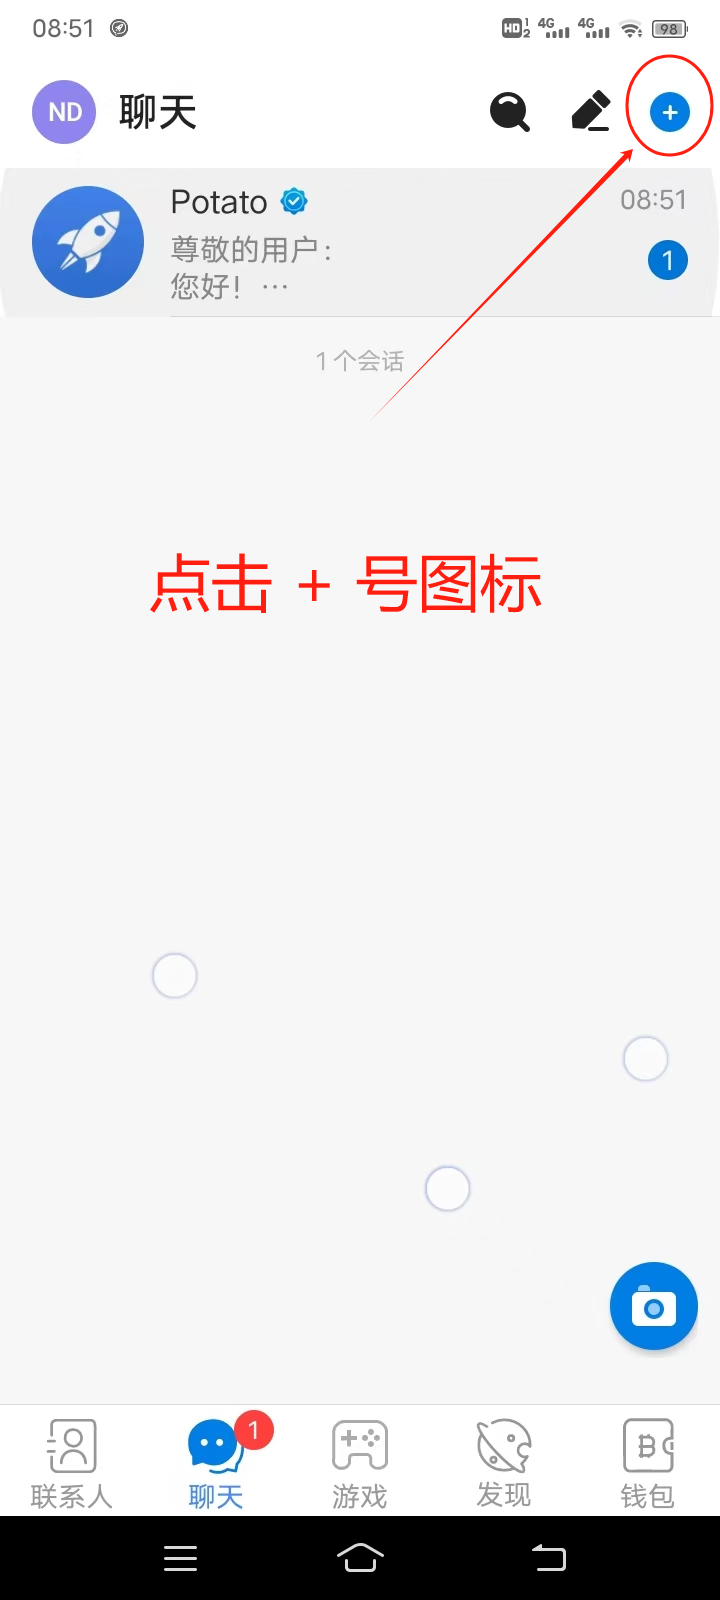 08:51
HD 1 2 4G 4G 98
ND 聊天
Potato 08:51
尊敬的用户：
您好！ … 1
1 个会话
点击 + 号图标
1
联系人 聊天 游戏 发现 钱包